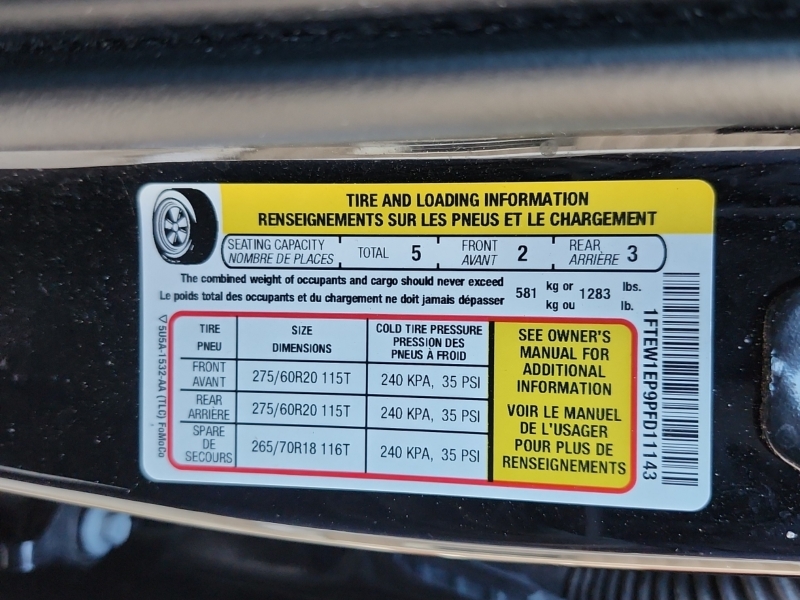 TIRE AND LOADING INFORMATION
RENSEIGNEMENTS SUR LES PNEUS ET LE CHARGEMENT
SEATING CAPACITY TOTAL 5 FRONT 2 REAR 3
NOMBRE DE PLACES AVANT ARRIÈRE
The combined weight of occupants and cargo should never exceed 581 kg or 1283 lbs.
Le poids total des occupants et du chargement ne doit jamais dépasser kg ou lb.
TIRE SIZE COLD TIRE PRESSURE
PNEU DIMENSIONS PRESSION DES
PNEUS À FROID
FRONT
AVANT 275/60R20 115T 240 KPA, 35 PSI
REAR
ARRIÈRE 275/60R20 115T 240 KPA, 35 PSI
SPARE
DE
SECOURS 265/70R18 116T 240 KPA, 35 PSI
SEE OWNER'S
MANUAL FOR
ADDITIONAL
INFORMATION
VOIR LE MANUEL
DE L'USAGER
POUR PLUS DE
RENSEIGNEMENTS
5U5A-1532-AA (TLC) FoMoCo
1FTEW1EP9PFD11143